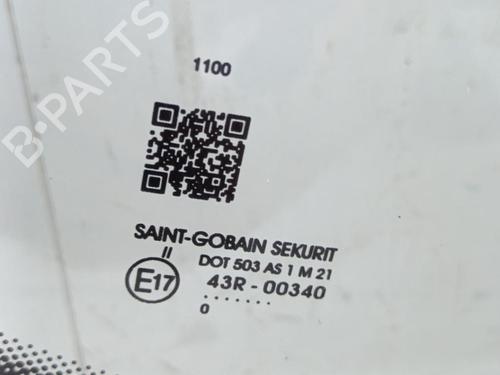 1100
SAINT-GOBAIN SEKURIT
II
DOT 503 AS 1 M 21
E17
43R - 00340
.......
0
B-PARTS